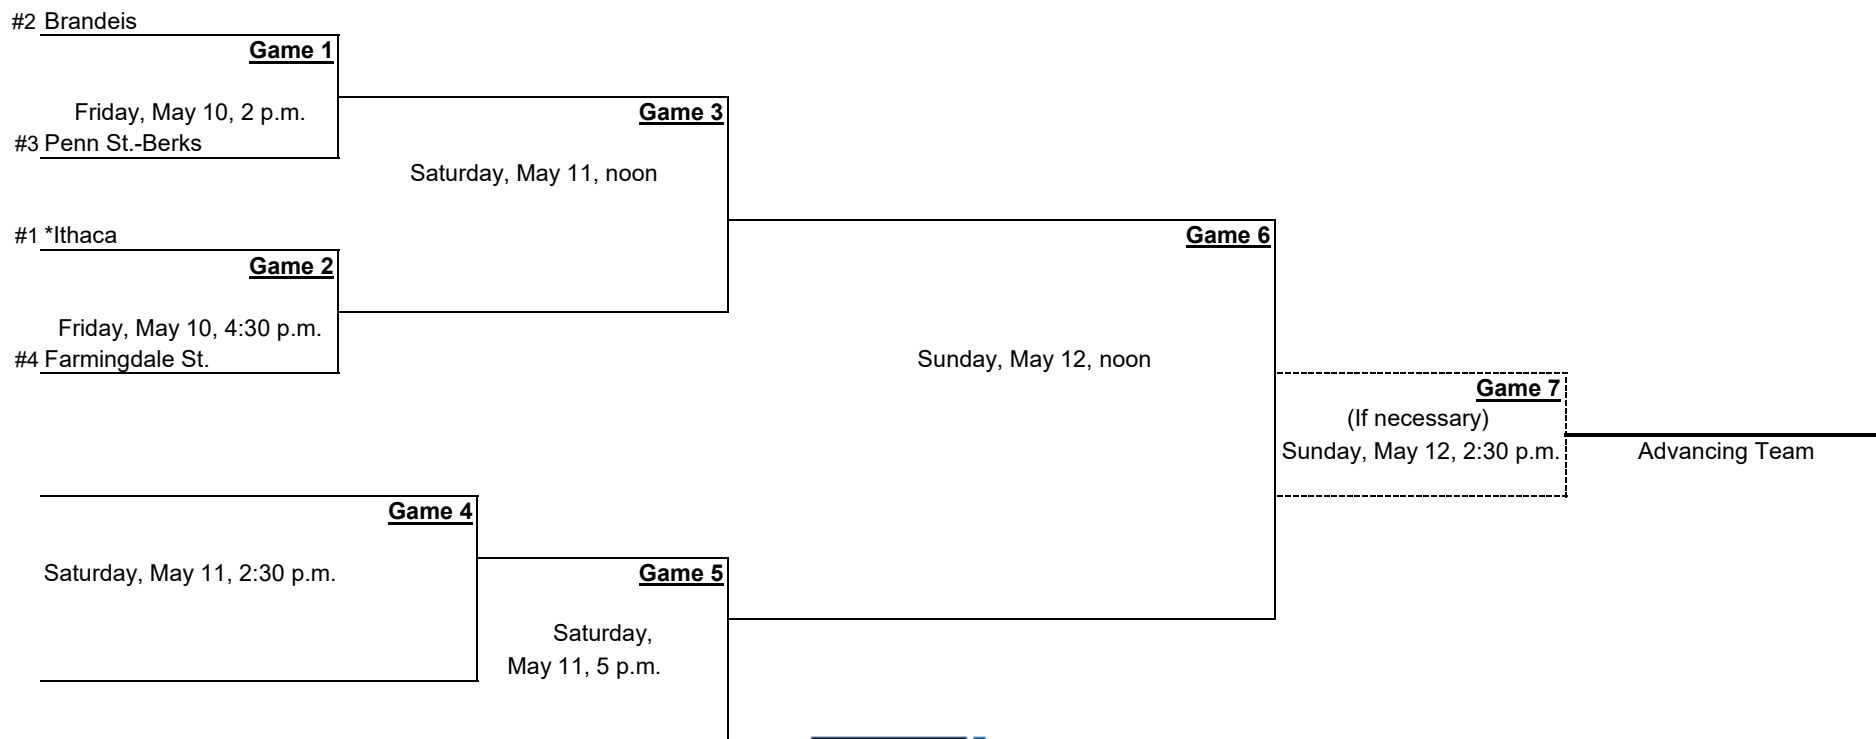 #2 Brandeis
Game 1
Friday, May 10, 2 p.m.
#3 Penn St.-Berks
Game 3
Saturday, May 11, noon
#1 *Ithaca
Game 2
Friday, May 10, 4:30 p.m.
#4 Farmingdale St.
Game 6
Sunday, May 12, noon
Game 7
(If necessary)
Sunday, May 12, 2:30 p.m.
Advancing Team
Game 4
Saturday, May 11, 2:30 p.m.
Game 5
Saturday,
May 11, 5 p.m.